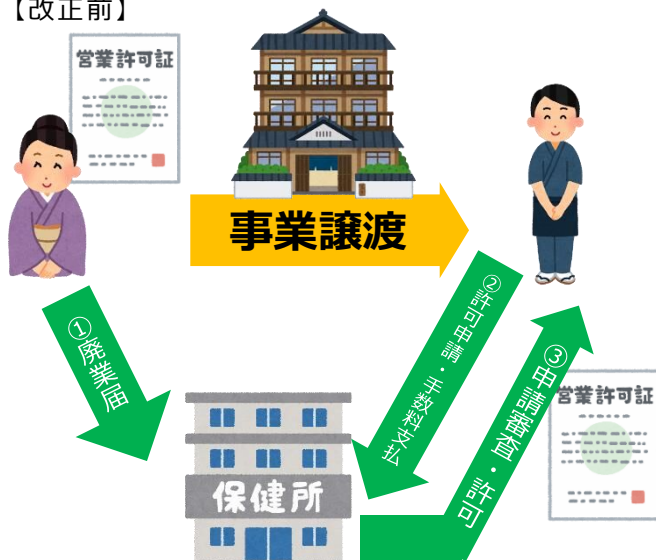 【改正前】
営業許可証
事業譲渡
①廃業届
②許可申請・手数料支払
③申請審査・許可
営業許可証
保健所